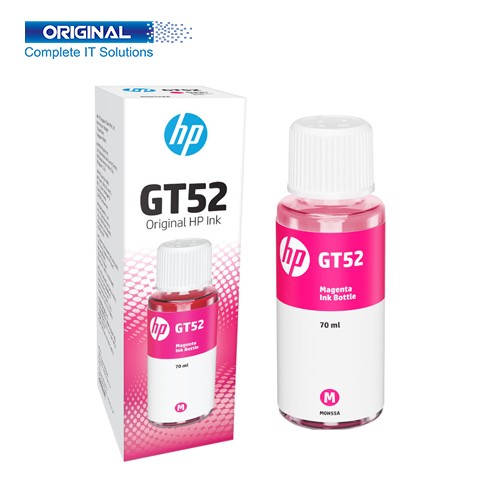 ORIGINAL
Complete IT Solutions
hp
GT52
Original HP Ink
hp
GT52
Magenta
Ink Bottle
70 ml
M
hp
GT52
Magenta
Ink Bottle
70 ml
M
M0H55A